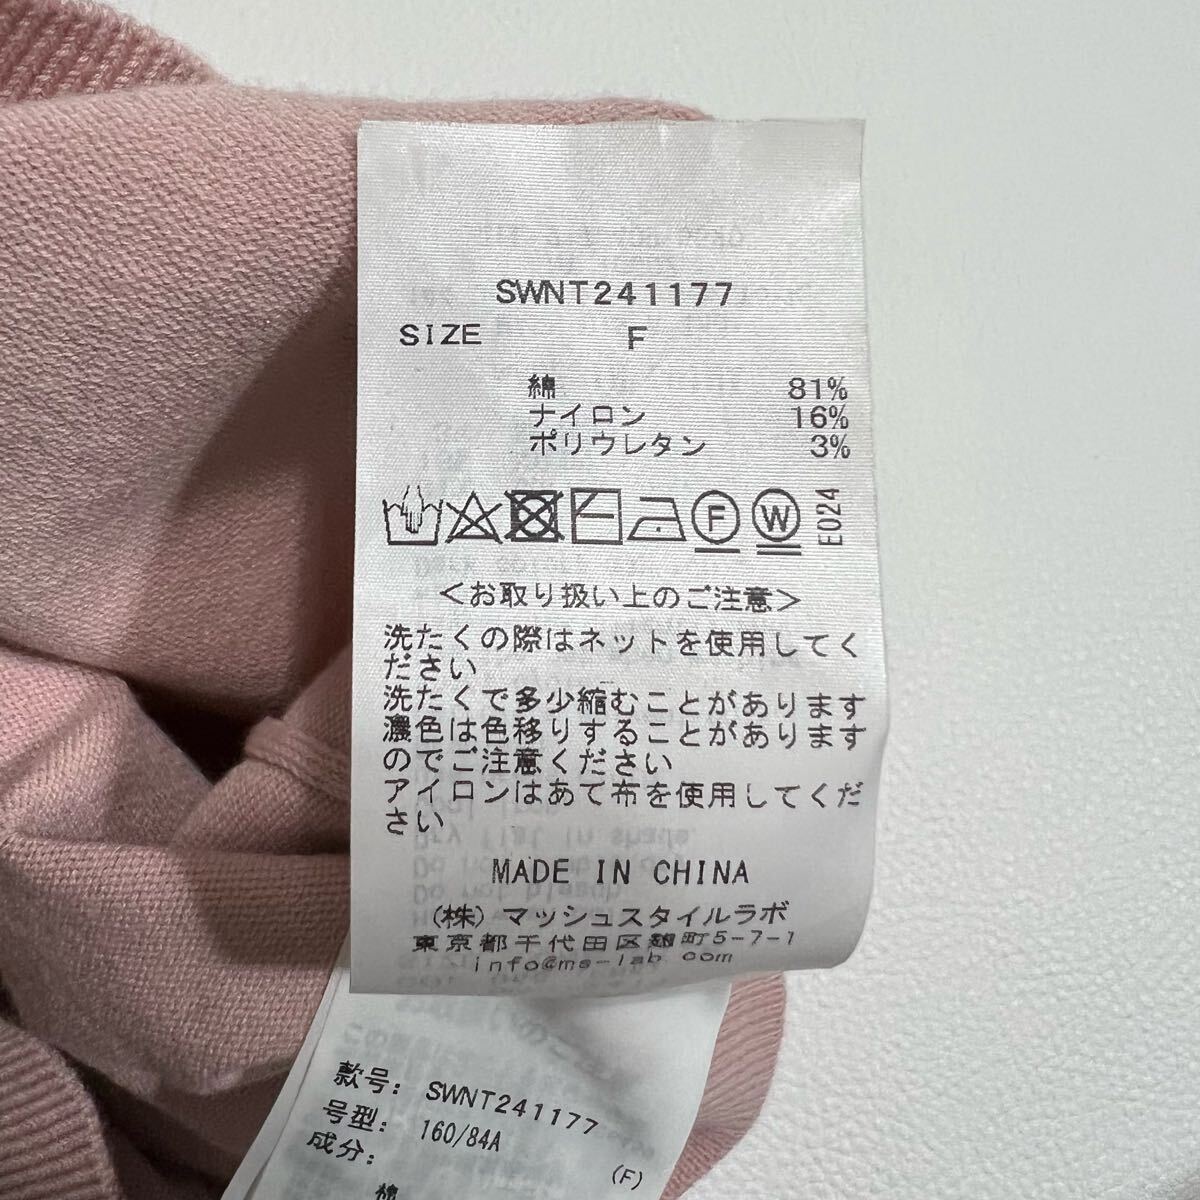 SWNT241177
SIZE F
綿 81%
ナイロン 16%
ポリウレタン 3%
F W E024
<お取り扱い上のご注意>
洗たくの際はネットを使用してく
ださい
洗たくで多少縮むことがあります
濃色は色移りすることがあります
のでご注意ください
アイロンはあて布を使用してくだ
さい
MADE IN CHINA
(株)マッシュスタイルラボ
東京都千代田区麹町5-7-1
info@ms-lab com
款号: SWNT241177
号型: 160/84A
成分:
(F)
棉